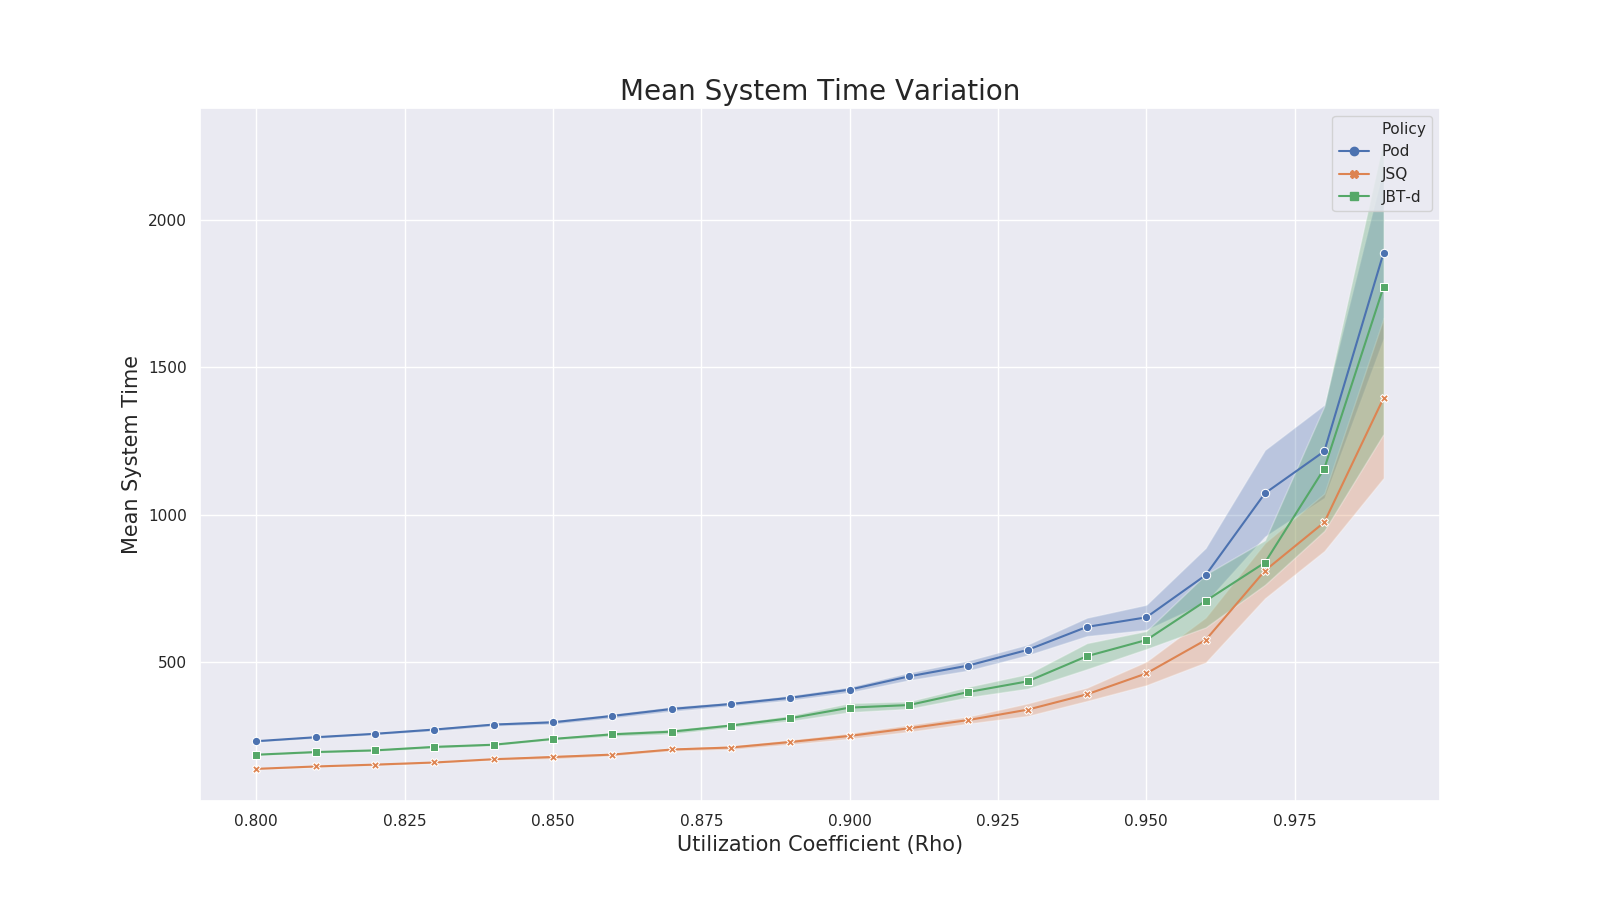 Mean System Time Variation
Policy
Pod
JSQ
JBT-d
Mean System Time
2000
1500
1000
500
0.800 0.825 0.850 0.875 0.900 0.925 0.950 0.975
Utilization Coefficient (Rho)